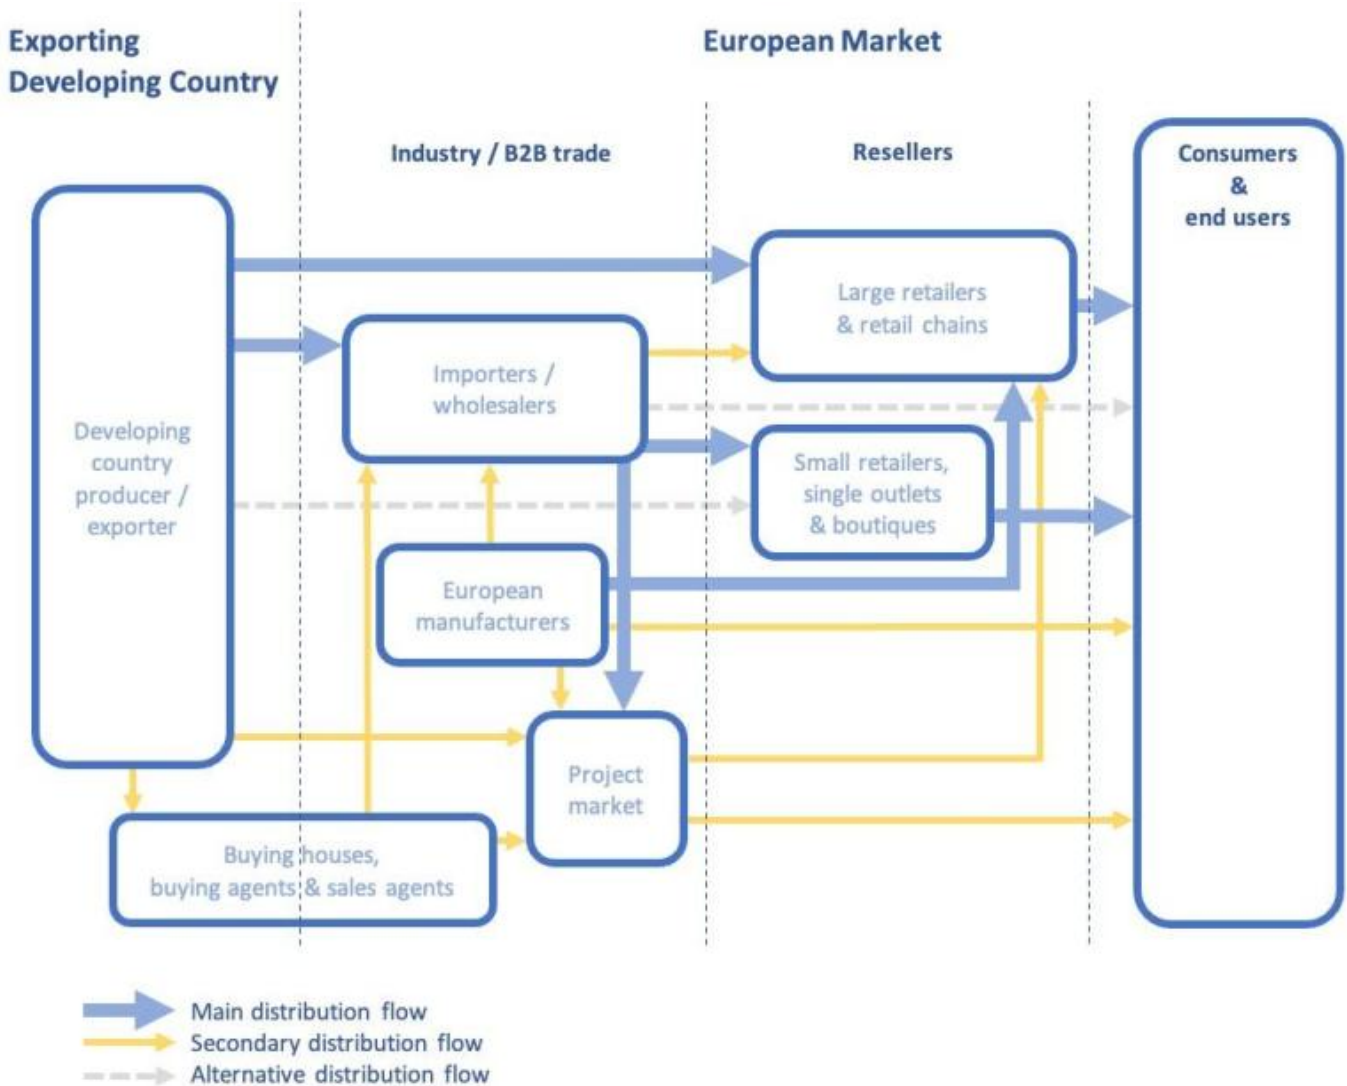 Exporting
Developing Country
European Market
Industry / B2B trade
Resellers
Consumers
&
end users
Large retailers
& retail chains
Importers /
wholesalers
Developing
country
producer /
exporter
Small retailers,
single outlets
& boutiques
European
manufacturers
Project
market
Buying houses,
buying agents & sales agents
Main distribution flow
Secondary distribution flow
Alternative distribution flow